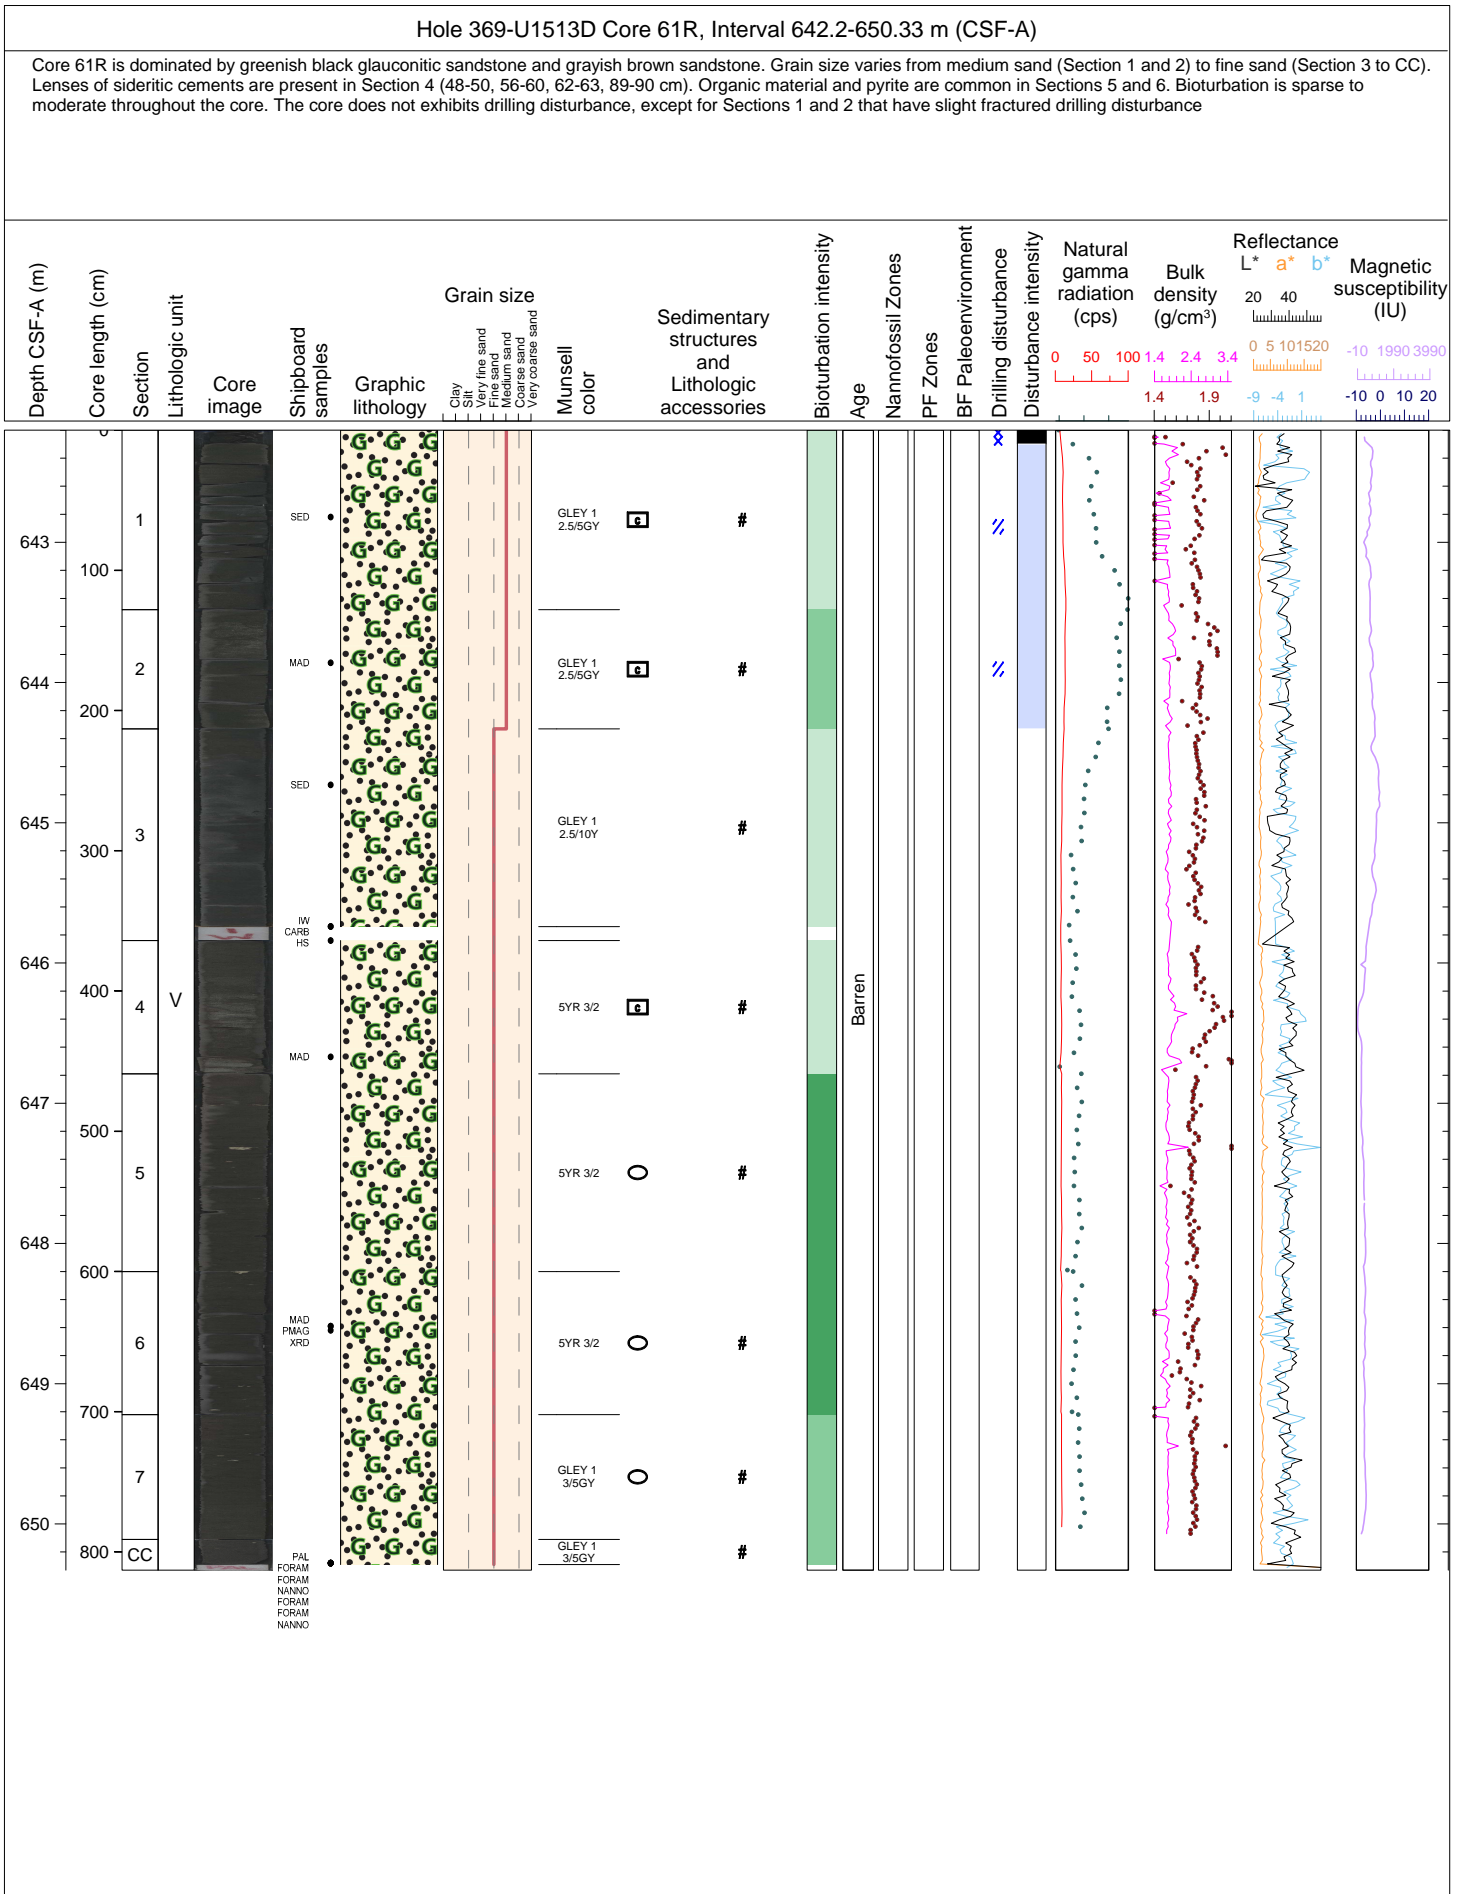 Hole 369-U1513D Core 61R, Interval 642.2-650.33 m (CSF-A)
Core 61R is dominated by greenish black glauconitic sandstone and grayish brown sandstone. Grain size varies from medium sand (Section 1 and 2) to fine sand (Section 3 to CC).
Lenses of sideritic cements are present in Section 4 (48-50, 56-60, 62-63, 89-90 cm). Organic material and pyrite are common in Sections 5 and 6. Bioturbation is sparse to
moderate throughout the core. The core does not exhibits drilling disturbance, except for Sections 1 and 2 that have slight fractured drilling disturbance
Depth CSF-A (m)
Core length (cm)
Section
Lithologic unit
Core
image
Shipboard
samples
Graphic
lithology
Grain size
Clay
Silt
Very fine sand
Fine sand
Medium sand
Coarse sand
Very coarse sand
Munsell
color
Sedimentary
structures
and
Lithologic
accessories
Bioturbation intensity
Age
Nannofossil Zones
PF Zones
BF Paleoenvironment
Drilling disturbance
Disturbance intensity
Natural
gamma
radiation
(cps)
0 50 100
Bulk
density
(g/cm³)
1.4 2.4 3.4
1.4 1.9
Reflectance
L* a* b*
20 40
0 5 10 15 20
-9 -4 1
Magnetic
susceptibility
(IU)
-10 1990 3990
-10 0 10 20
0
100
200
300
400
500
600
700
800
643
644
645
646
647
648
649
650
1
2
3
4
5
6
7
CC
V
SED
MAD
SED
IW
CARB
HS
MAD
MAD
PMAG
XRD
PAL
FORAM
FORAM
NANNO
FORAM
FORAM
NANNO
GLEY 1
2.5/5GY
GLEY 1
2.5/5GY
GLEY 1
2.5/10Y
5YR 3/2
5YR 3/2
5YR 3/2
GLEY 1
3/5GY
GLEY 1
3/5GY
Barren